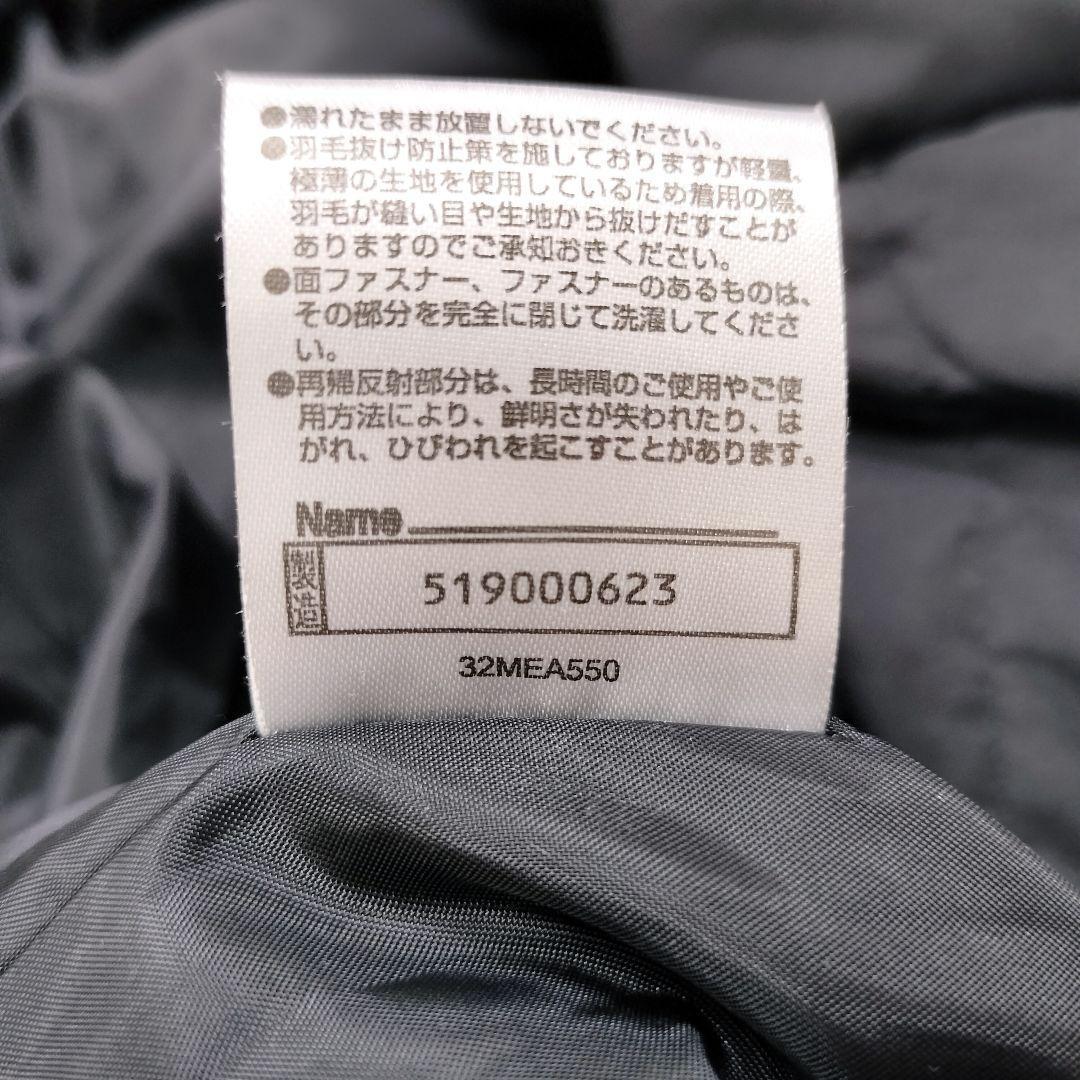 ●濡れたまま放置しないでください。
●羽毛抜け防止策を施しておりますが軽量、
極薄の生地を使用しているため着用の際、
羽毛が縫い目や生地から抜けだすことが
ありますのでご承知おきください。
●面ファスナー、ファスナーのあるものは、
その部分を完全に閉じて洗濯してくださ
い。
●再帰反射部分は、長時間のご使用やご使
用方法により、鮮明さが失われたり、は
がれ、ひびわれを起こすことがあります。
Name
製造 519000623
32MEA550